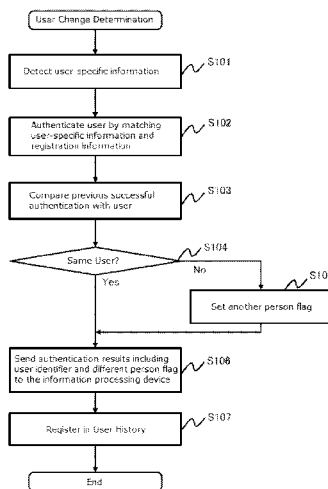 User Change Determination
Detect user-specific information
S101
Authenticate user by matching
user-specific information and
registration information
S102
Compare previous successful
authentication with user
S103
Same User?
S104
No
Yes
S10
Set another person flag
Send authentication results including
user identifier and different person flag
to the information processing device
S106
Register in User History
S107
End